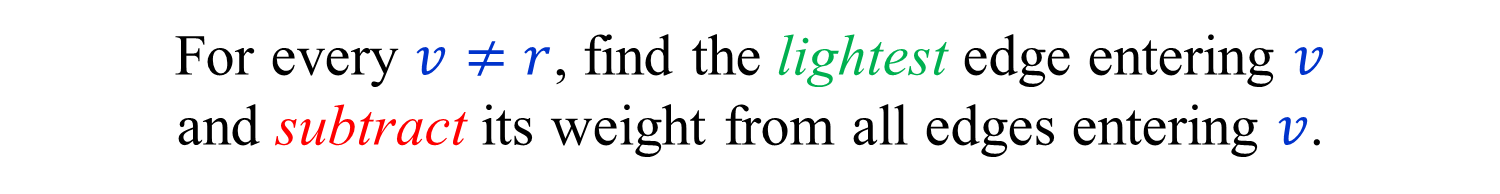 For every v ≠ r, find the lightest edge entering v
and subtract its weight from all edges entering v.